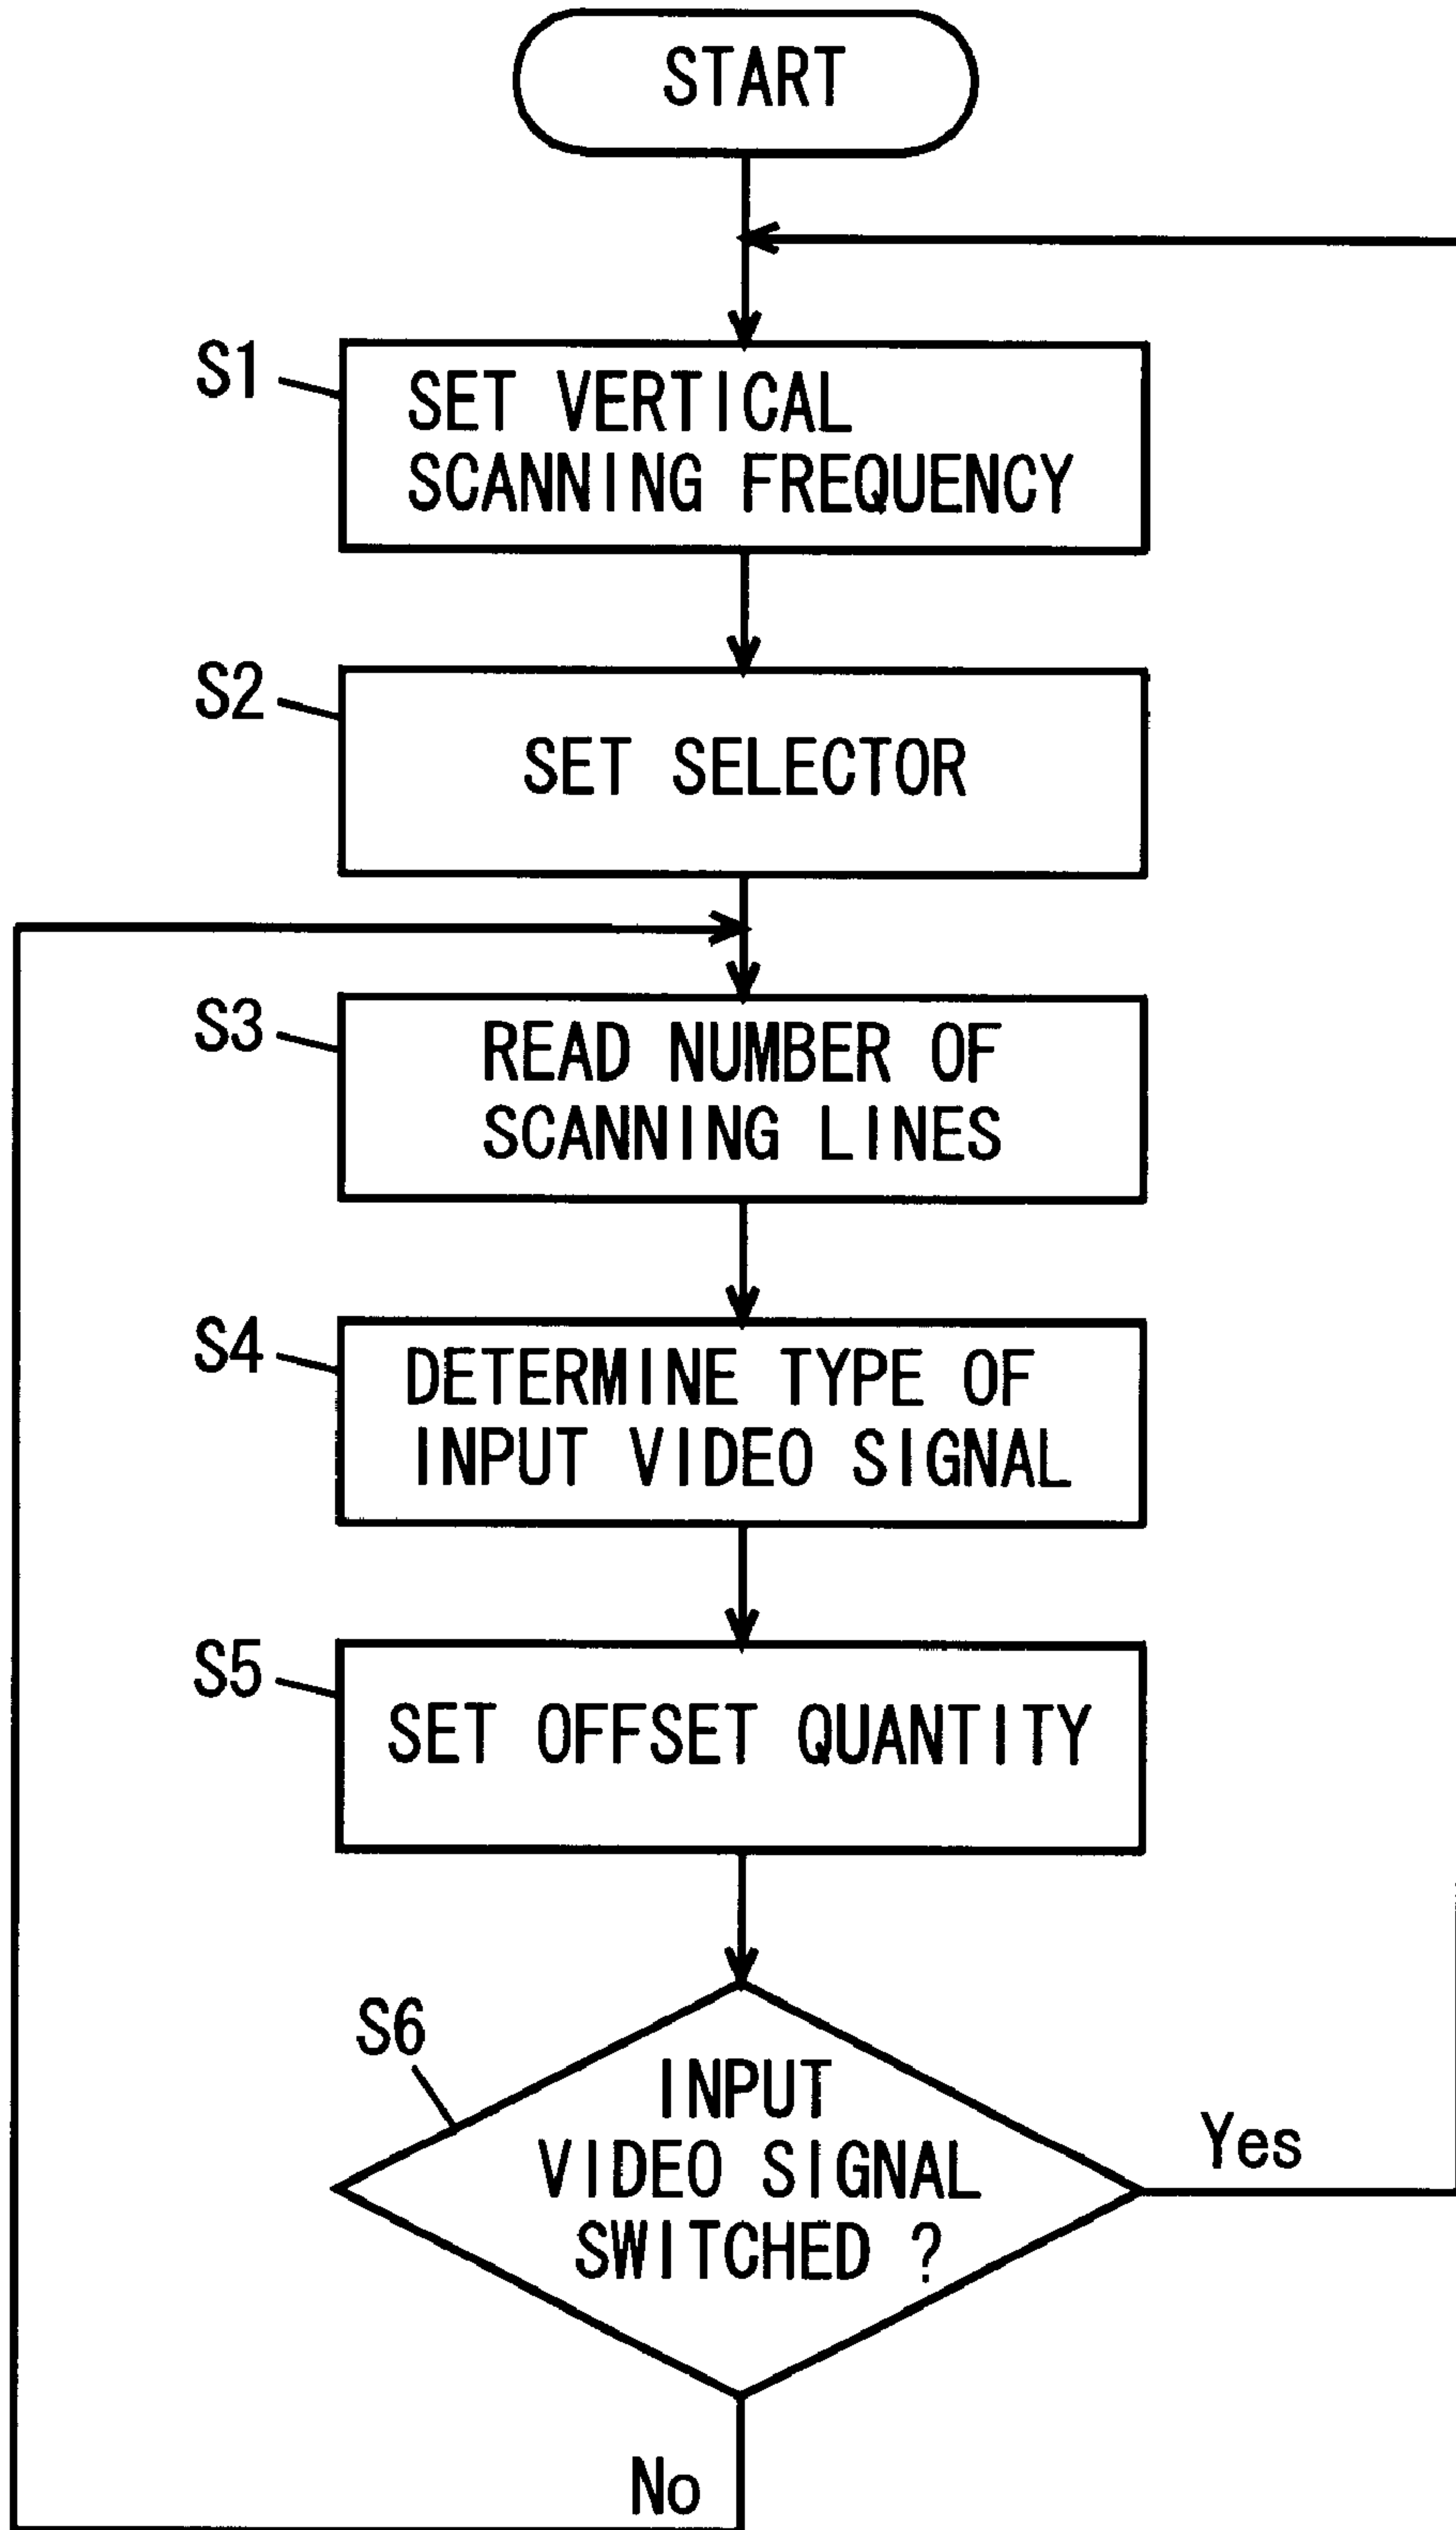 START
S1
SET VERTICAL
SCANNING FREQUENCY
S2
SET SELECTOR
S3
READ NUMBER OF
SCANNING LINES
S4
DETERMINE TYPE OF
INPUT VIDEO SIGNAL
S5
SET OFFSET QUANTITY
S6
INPUT
VIDEO SIGNAL
SWITCHED ?
Yes
No